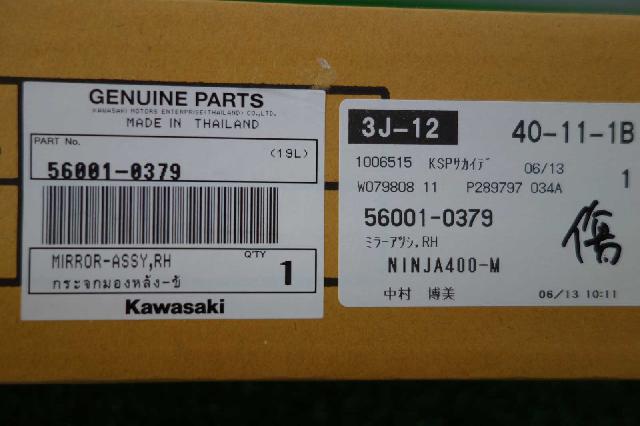 GENUINE PARTS
KAWASAKI MOTORS ENTERPRISE(THAILAND)CO.,LTD.
MADE IN THAILAND
PART No.
(19L)
56001-0379
MIRROR-ASSY,RH
Q'TY
1
กระจกมองหลัง-ข้
Kawasaki
3J-12
40-11-1B
1006515 KSPサカイデ 06/13
1
W079808 11 P289797 034A
56001-0379
ミラーアツシ,RH
NINJA400-M
傷
中村 博美
06/13 10:11